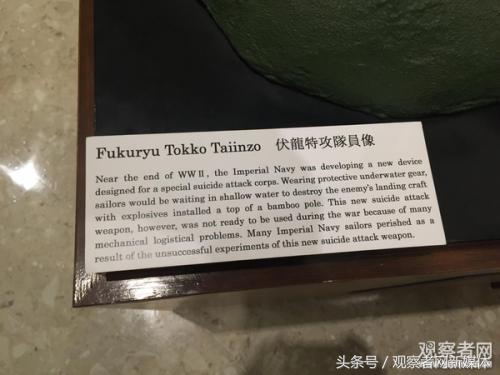 Fukuryu Tokko Taiinzo 伏龍特攻隊員像
Near the end of WWⅡ, the Imperial Navy was developing a new device
designed for a special suicide attack corps. Wearing protective underwater gear,
sailors would be waiting in shallow water to destroy the enemy's landing craft
with explosives installed a top of a bamboo pole. This new suicide attack
weapon, however, was not ready to be used during the war because of many
mechanical logistical problems. Many Imperial Navy sailors perished as a
result of the unsuccessful experiments of this new suicide attack weapon.
观察者网
头条号/观察者网新媒体